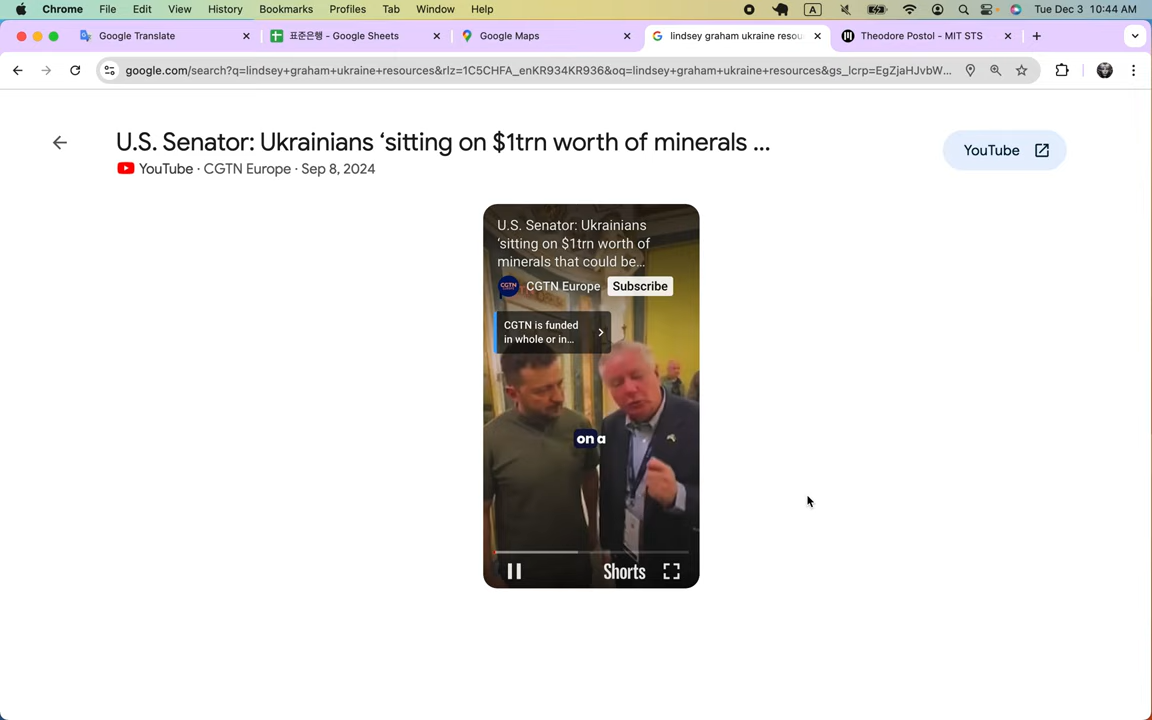 Chrome File Edit View History Bookmarks Profiles Tab Window Help A Tue Dec 3 10:44 AM
Google Translate 표준은행 - Google Sheets Google Maps lindsey graham ukraine resou Theodore Postol - MIT STS
google.com/search?q=lindsey+graham+ukraine+resources&rlz=1C5CHFA_enKR934KR936&oq=lindsey+graham+ukraine+resources&gs_lcrp=EgZjaHJvbW...
U.S. Senator: Ukrainians ‘sitting on $1trn worth of minerals ...
YouTube · CGTN Europe · Sep 8, 2024
YouTube
U.S. Senator: Ukrainians
‘sitting on $1trn worth of
minerals that could be...
CGTN CGTN Europe Subscribe
CGTN is funded
in whole or in...
on a
Shorts